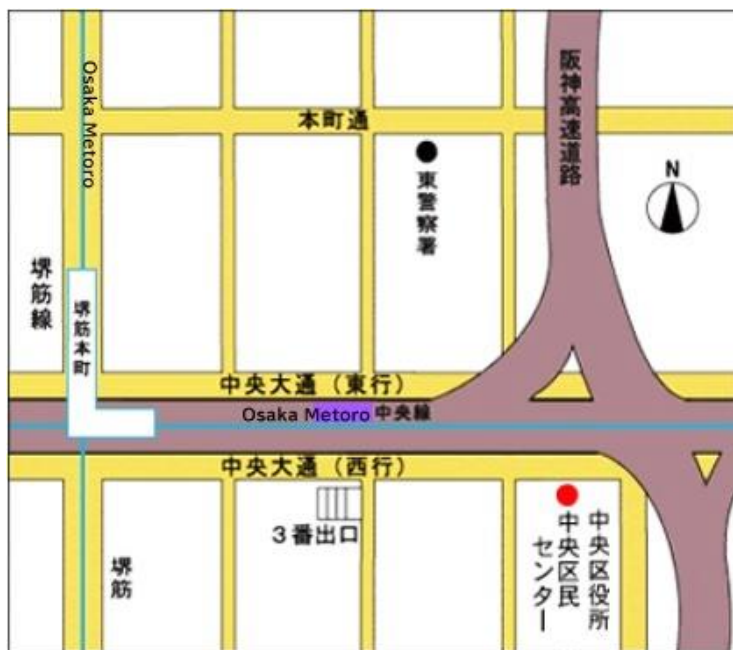 Osaka Metoro
本町通
阪神高速道路
東警察署
N
堺筋線
堺筋本町
中央大通（東行）
Osaka Metoro 中央線
中央大通（西行）
3番出口
中央区役所
中央区民
センター
堺筋